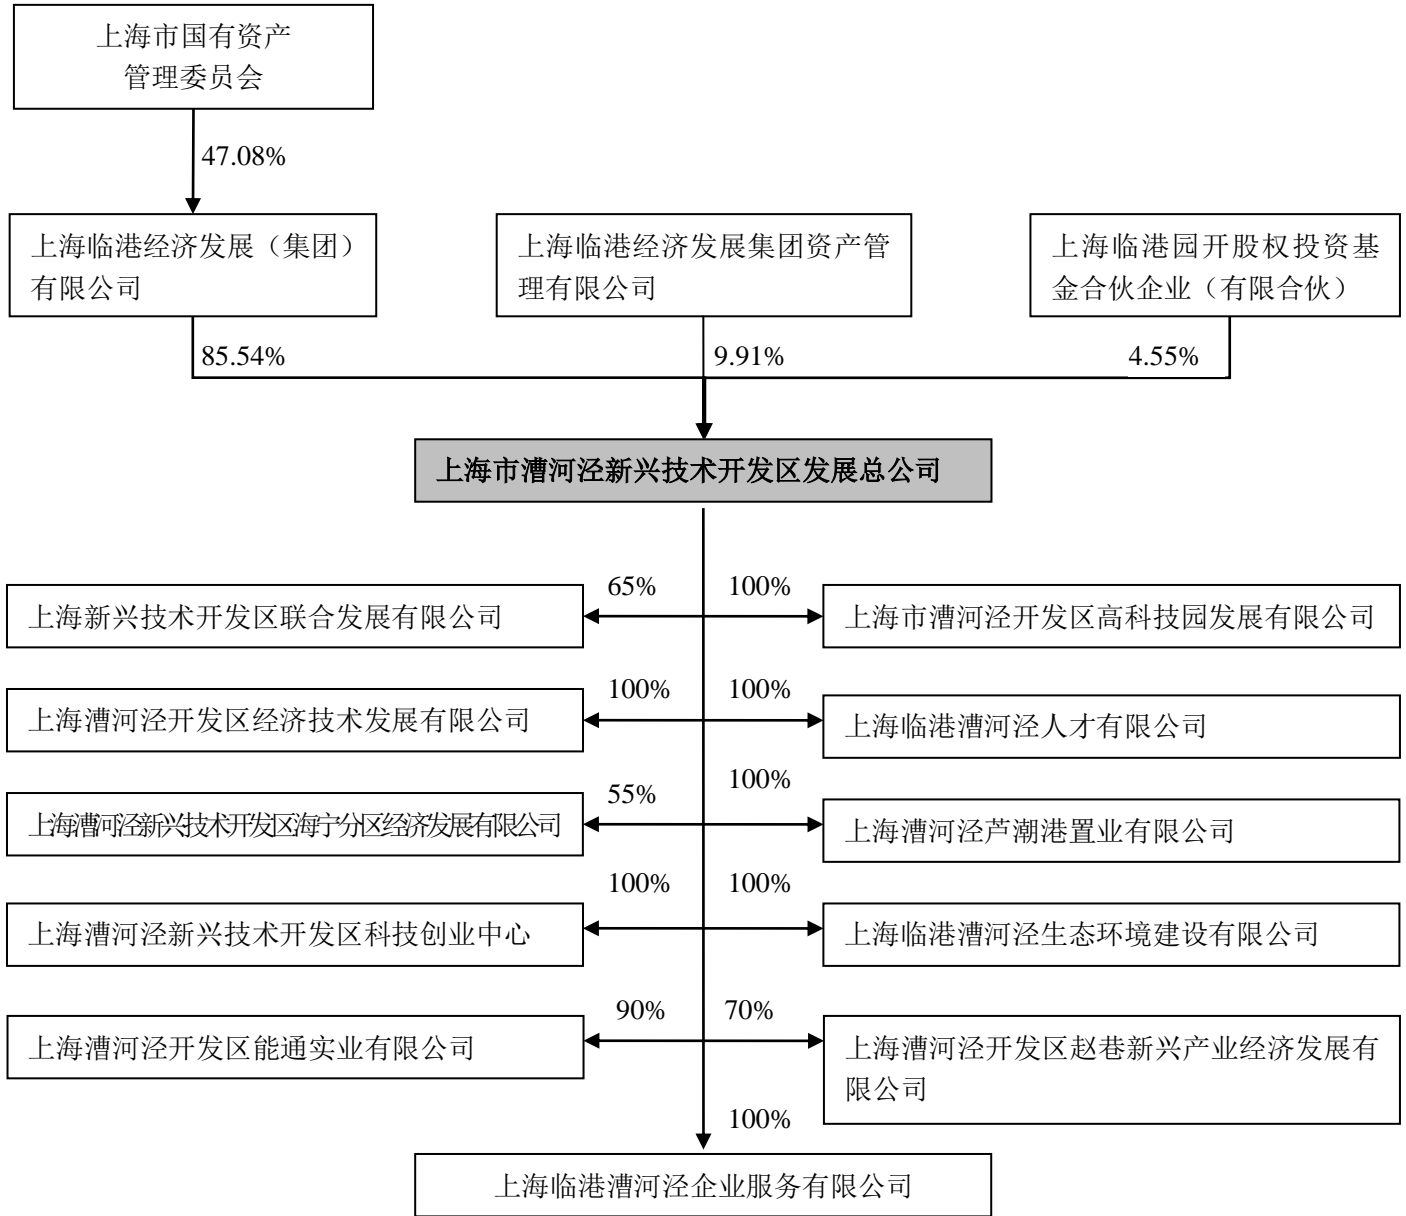 上海市国有资产
管理委员会
47.08%
上海临港经济发展（集团）
有限公司
上海临港经济发展集团资产管
理有限公司
上海临港园开股权投资基
金合伙企业（有限合伙）
85.54%
9.91%
4.55%
上海市漕河泾新兴技术开发区发展总公司
65%
100%
上海新兴技术开发区联合发展有限公司
上海市漕河泾开发区高科技园发展有限公司
100%
100%
上海漕河泾开发区经济技术发展有限公司
上海临港漕河泾人才有限公司
55%
100%
上海漕河泾新兴技术开发区海宁分区经济发展有限公司
上海漕河泾芦潮港置业有限公司
100%
100%
上海漕河泾新兴技术开发区科技创业中心
上海临港漕河泾生态环境建设有限公司
90%
70%
上海漕河泾开发区能通实业有限公司
上海漕河泾开发区赵巷新兴产业经济发展有
限公司
100%
上海临港漕河泾企业服务有限公司